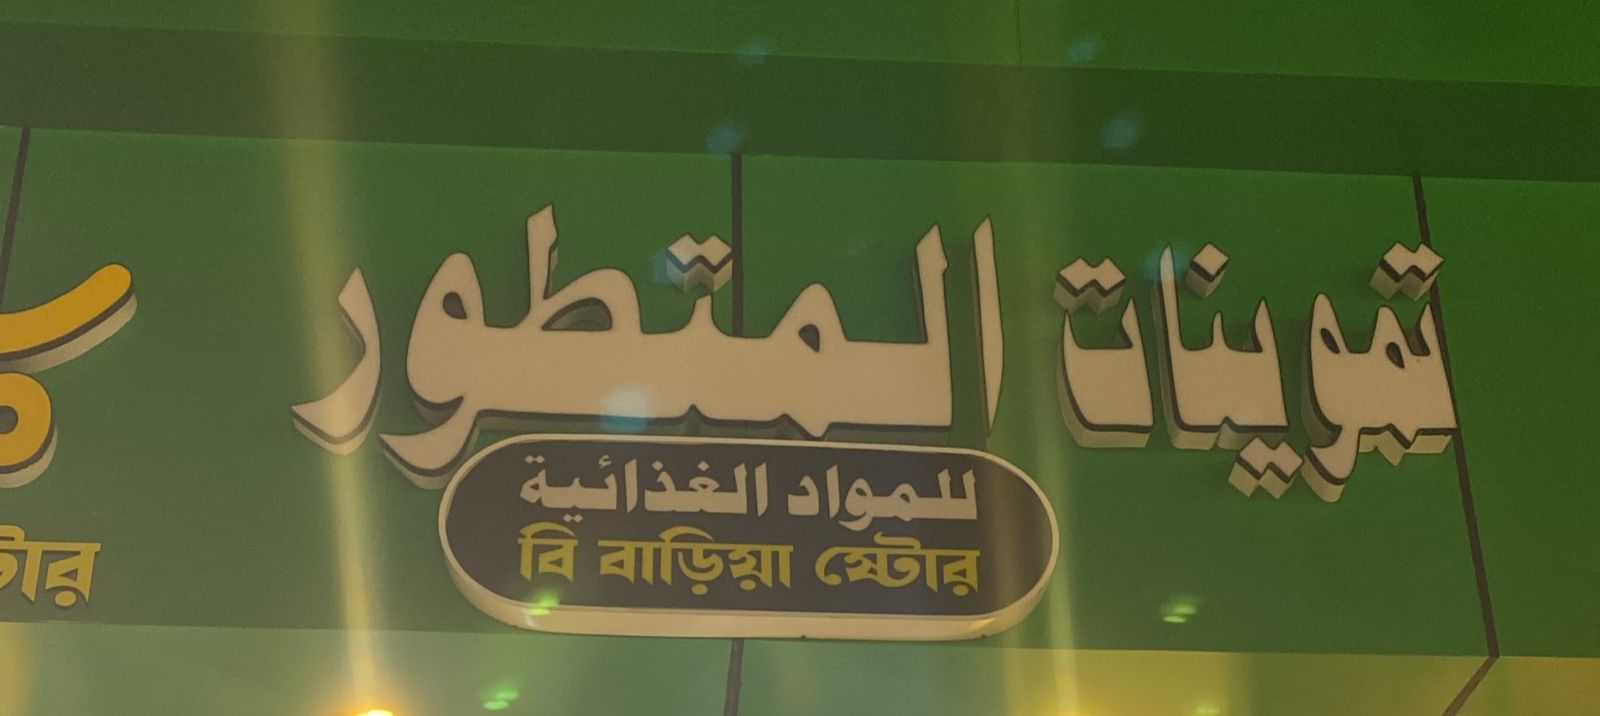 تموينات المتطور
للمواد الغذائية
বি বাড়িয়া ষ্টোর
টোর